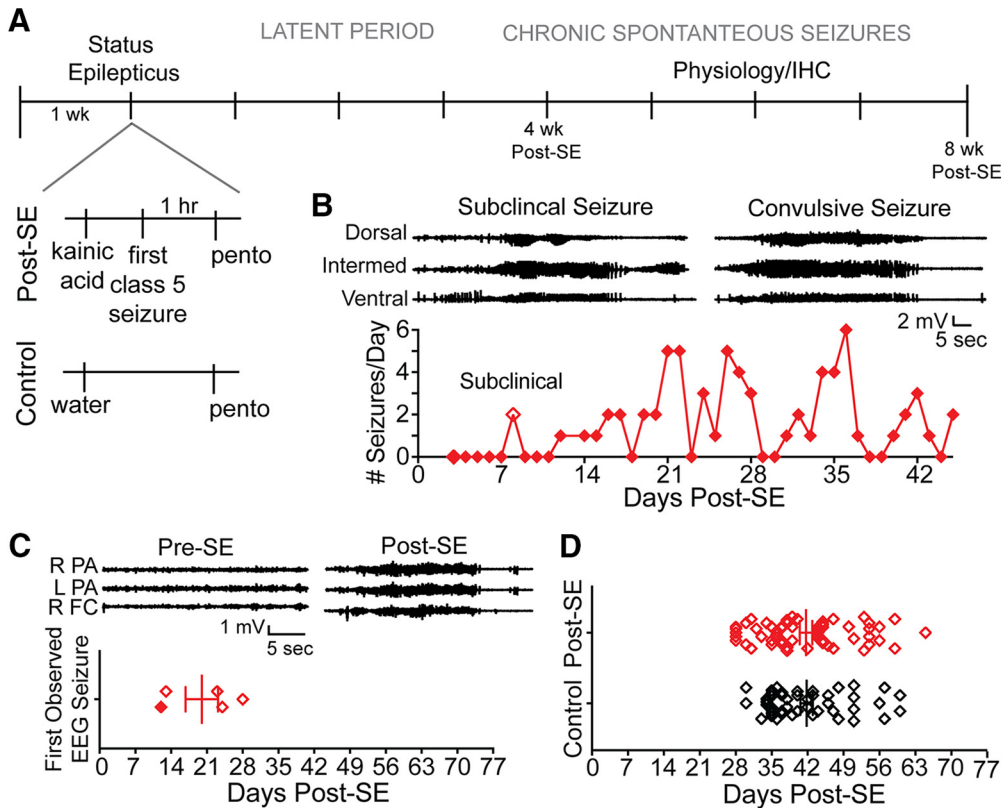 A
Status
Epilepticus
LATENT PERIOD
CHRONIC SPONTANEOUS SEIZURES
Physiology/IHC
1 wk
4 wk
Post-SE
8 wk
Post-SE
Post-SE
1 hr
kainic
acid
first
class 5
seizure
pento
Control
water
pento
B
Subclincal Seizure
Convulsive Seizure
Dorsal
Intermed
Ventral
2 mV
5 sec
# Seizures/Day
6
4
2
0
Subclinical
0 7 14 21 28 35 42
Days Post-SE
C
Pre-SE
Post-SE
R PA
L PA
R FC
1 mV
5 sec
First Observed
EEG Seizure
0 7 14 21 28 35 42 49 56 63 70 77
Days Post-SE
D
Post-SE
Control
0 7 14 21 28 35 42 49 56 63 70 77
Days Post-SE